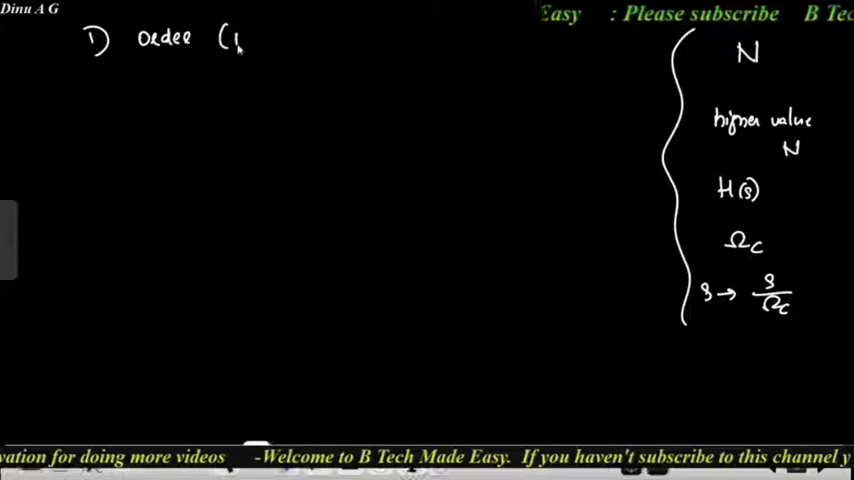 Dinu A G
Easy : Please subscribe B Tec
1) Order (
N
higher value
N
H(s)
Ωc
s → s/Ωc
vation for doing more videos -Welcome to B Tech Made Easy. If you haven't subscribe to this channel y